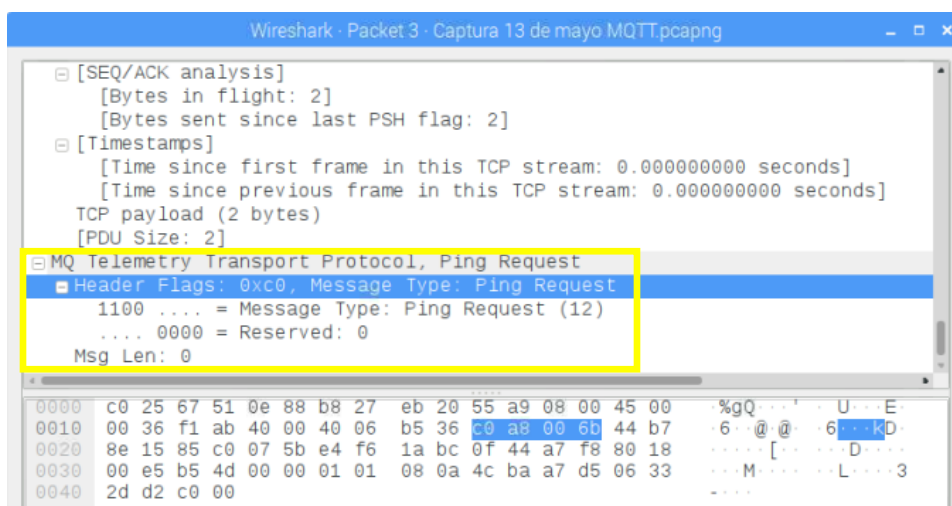 Wireshark · Packet 3 · Captura 13 de mayo MQTT.pcapng
[SEQ/ACK analysis]
[Bytes in flight: 2]
[Bytes sent since last PSH flag: 2]
[Timestamps]
[Time since first frame in this TCP stream: 0.000000000 seconds]
[Time since previous frame in this TCP stream: 0.000000000 seconds]
TCP payload (2 bytes)
[PDU Size: 2]
MQ Telemetry Transport Protocol, Ping Request
Header Flags: 0xc0, Message Type: Ping Request
1100 .... = Message Type: Ping Request (12)
.... 0000 = Reserved: 0
Msg Len: 0
0000 c0 25 67 51 0e 88 b8 27 eb 20 55 a9 08 00 45 00 ·%gQ···' · U···E·
0010 00 36 f1 ab 40 00 40 06 b5 36 c0 a8 00 6b 44 b7 ·6··@·@· ·6···kD·
0020 8e 15 85 c0 07 5b e4 f6 1a bc 0f 44 a7 f8 80 18 ·····[·· ···D····
0030 00 e5 b5 4d 00 00 01 01 08 0a 4c ba a7 d5 06 33 ···M···· ··L····3
0040 2d d2 c0 00 -···